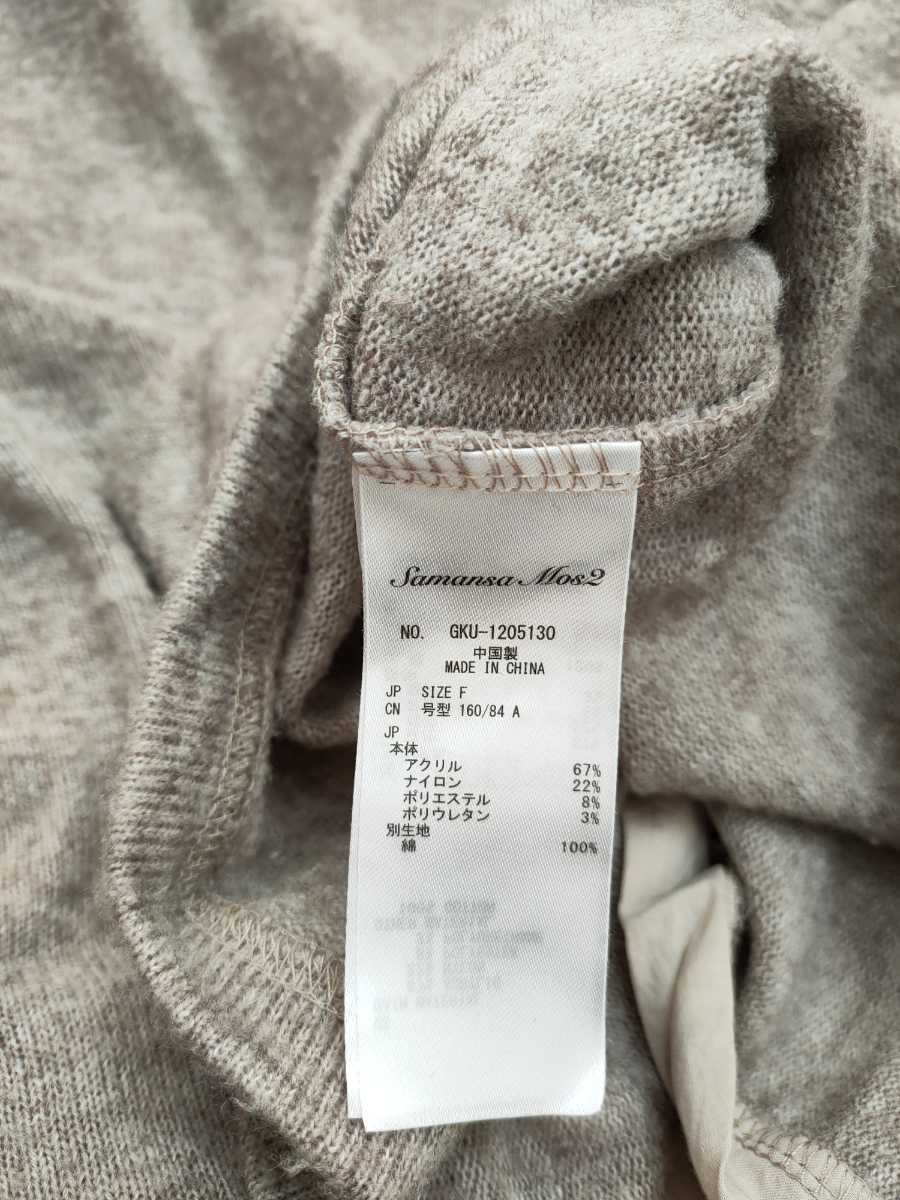 Samansa Mos2
NO. GKU-1205130
中国製
MADE IN CHINA
JP SIZE F
CN 号型 160/84 A
JP
本体
アクリル 67%
ナイロン 22%
ポリエステル 8%
ポリウレタン 3%
別生地
綿 100%